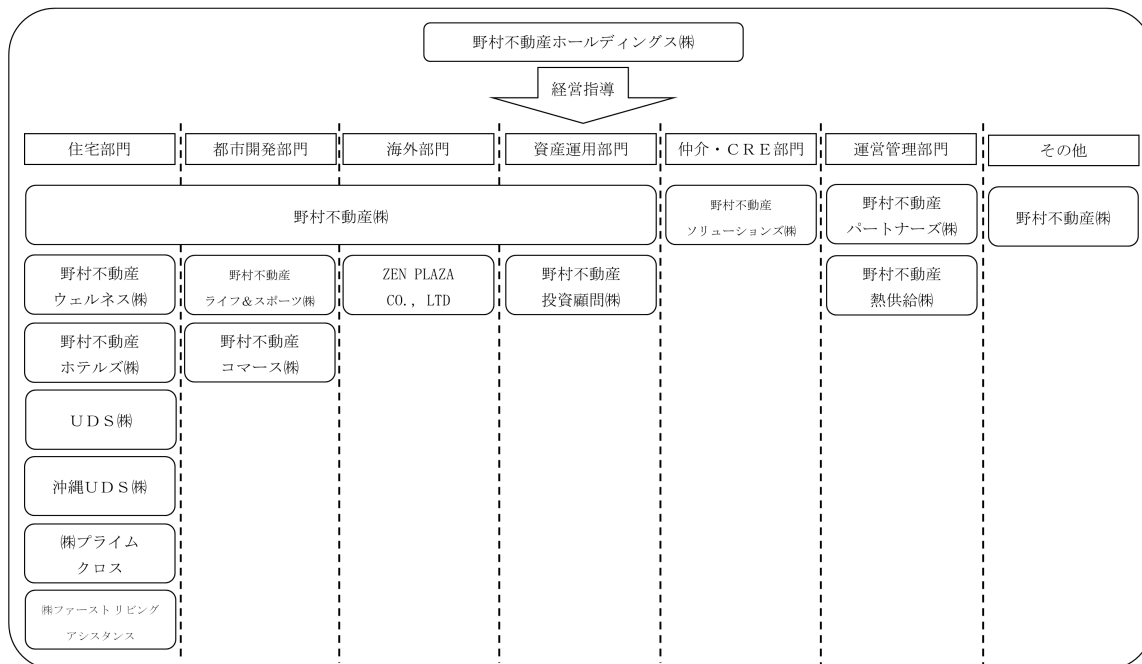 野村不動産ホールディングス㈱
経営指導
住宅部門
都市開発部門
海外部門
資産運用部門
仲介・ＣＲＥ部門
運営管理部門
その他
野村不動産㈱
野村不動産
ソリューションズ㈱
野村不動産
パートナーズ㈱
野村不動産㈱
野村不動産
ウェルネス㈱
野村不動産
ライフ＆スポーツ㈱
ZEN PLAZA
CO., LTD
野村不動産
投資顧問㈱
野村不動産
熱供給㈱
野村不動産
ホテルズ㈱
野村不動産
コマース㈱
ＵＤＳ㈱
沖縄ＵＤＳ㈱
㈱プライム
クロス
㈱ファーストリビング
アシスタンス